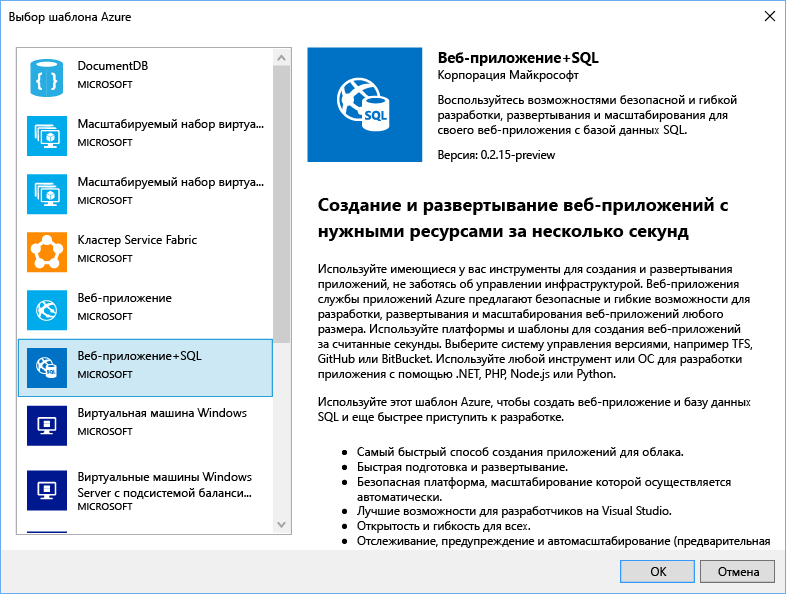 Выбор шаблона Azure
DocumentDB
MICROSOFT
Масштабируемый набор виртуа...
MICROSOFT
Масштабируемый набор виртуа...
MICROSOFT
Кластер Service Fabric
MICROSOFT
Веб-приложение
MICROSOFT
Веб-приложение+SQL
MICROSOFT
Виртуальная машина Windows
MICROSOFT
Виртуальные машины Windows
Server с подсистемой баланси...
MICROSOFT
SQL
Веб-приложение+SQL
Корпорация Майкрософт
Воспользуйтесь возможностями безопасной и гибкой
разработки, развертывания и масштабирования для
своего веб-приложения с базой данных SQL.
Версия: 0.2.15-preview
Создание и развертывание веб-приложений с
нужными ресурсами за несколько секунд
Используйте имеющиеся у вас инструменты для создания и развертывания
приложений, не заботясь об управлении инфраструктурой. Веб-приложения
службы приложений Azure предлагают безопасные и гибкие возможности для
разработки, развертывания и масштабирования веб-приложений любого
размера. Используйте платформы и шаблоны для создания веб-приложений
за считанные секунды. Выберите систему управления версиями, например TFS,
GitHub или BitBucket. Используйте любой инструмент или ОС для разработки
приложения с помощью .NET, PHP, Node.js или Python.
Используйте этот шаблон Azure, чтобы создать веб-приложение и базу данных
SQL и еще быстрее приступить к разработке.
• Самый быстрый способ создания приложений для облака.
• Быстрая подготовка и развертывание.
• Безопасная платформа, масштабирование которой осуществляется
автоматически.
• Лучшие возможности для разработчиков на Visual Studio.
• Открытость и гибкость для всех.
• Отслеживание, предупреждение и автомасштабирование (предварительная
OK
Отмена